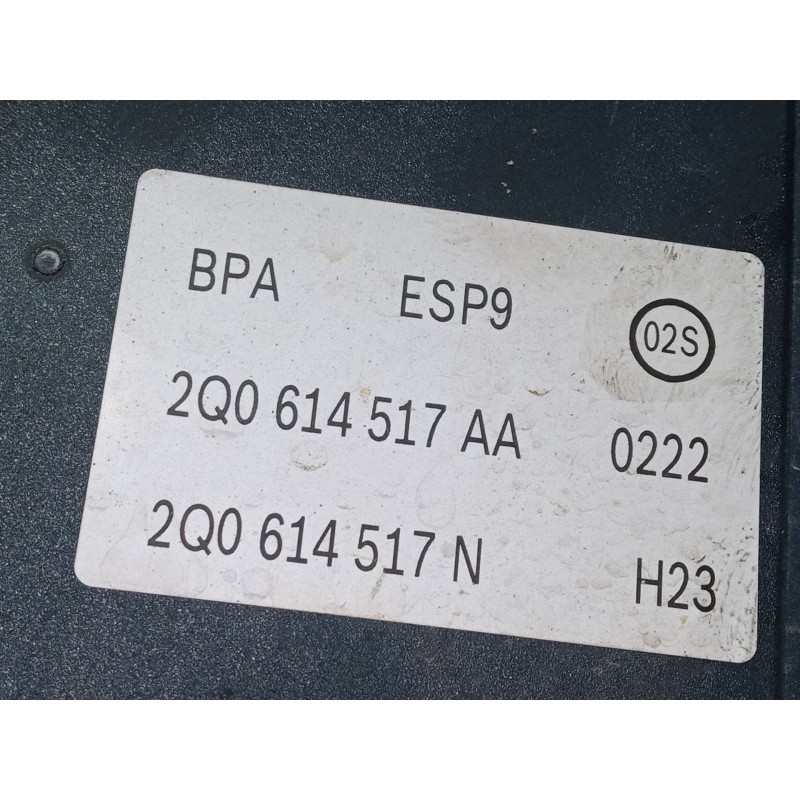 BPA ESP9 02S
2Q0 614 517 AA 0222
2Q0 614 517 N H23